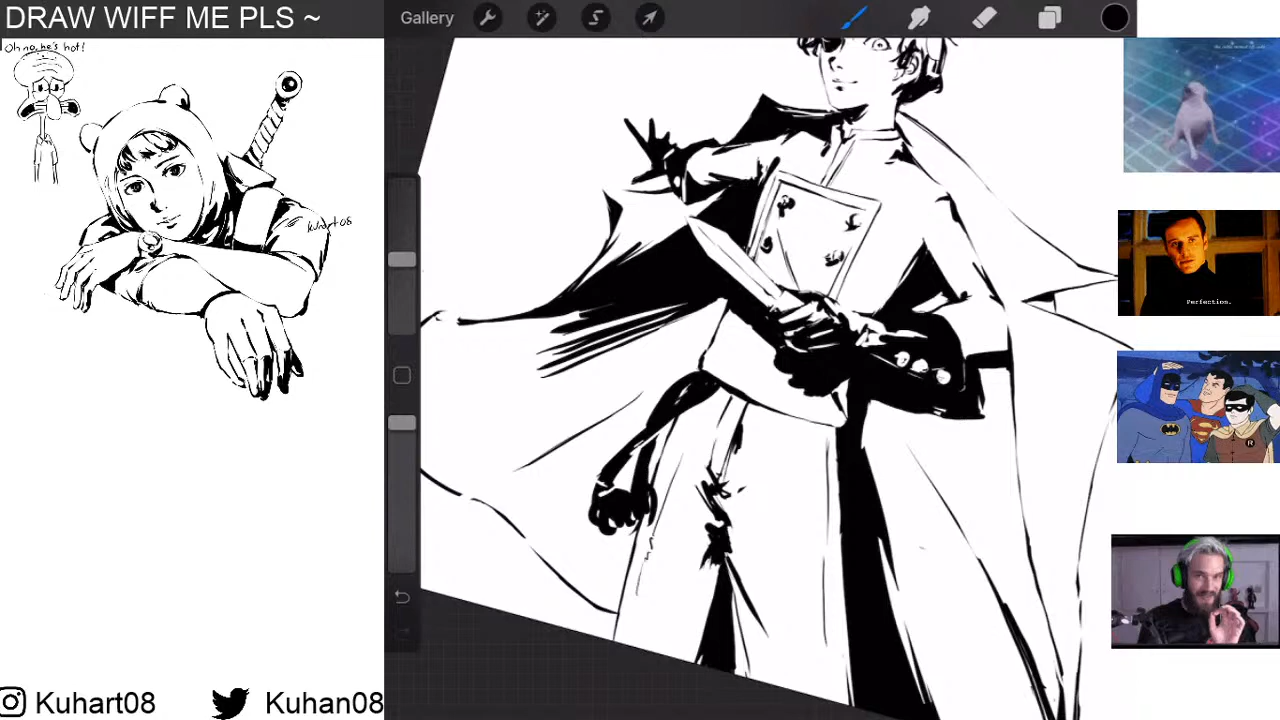 DRAW WIFF ME PLS ~
Gallery
Oh no, he's hot!
Kuhart08
Perfection.
R
Kuhart08
Kuhan08